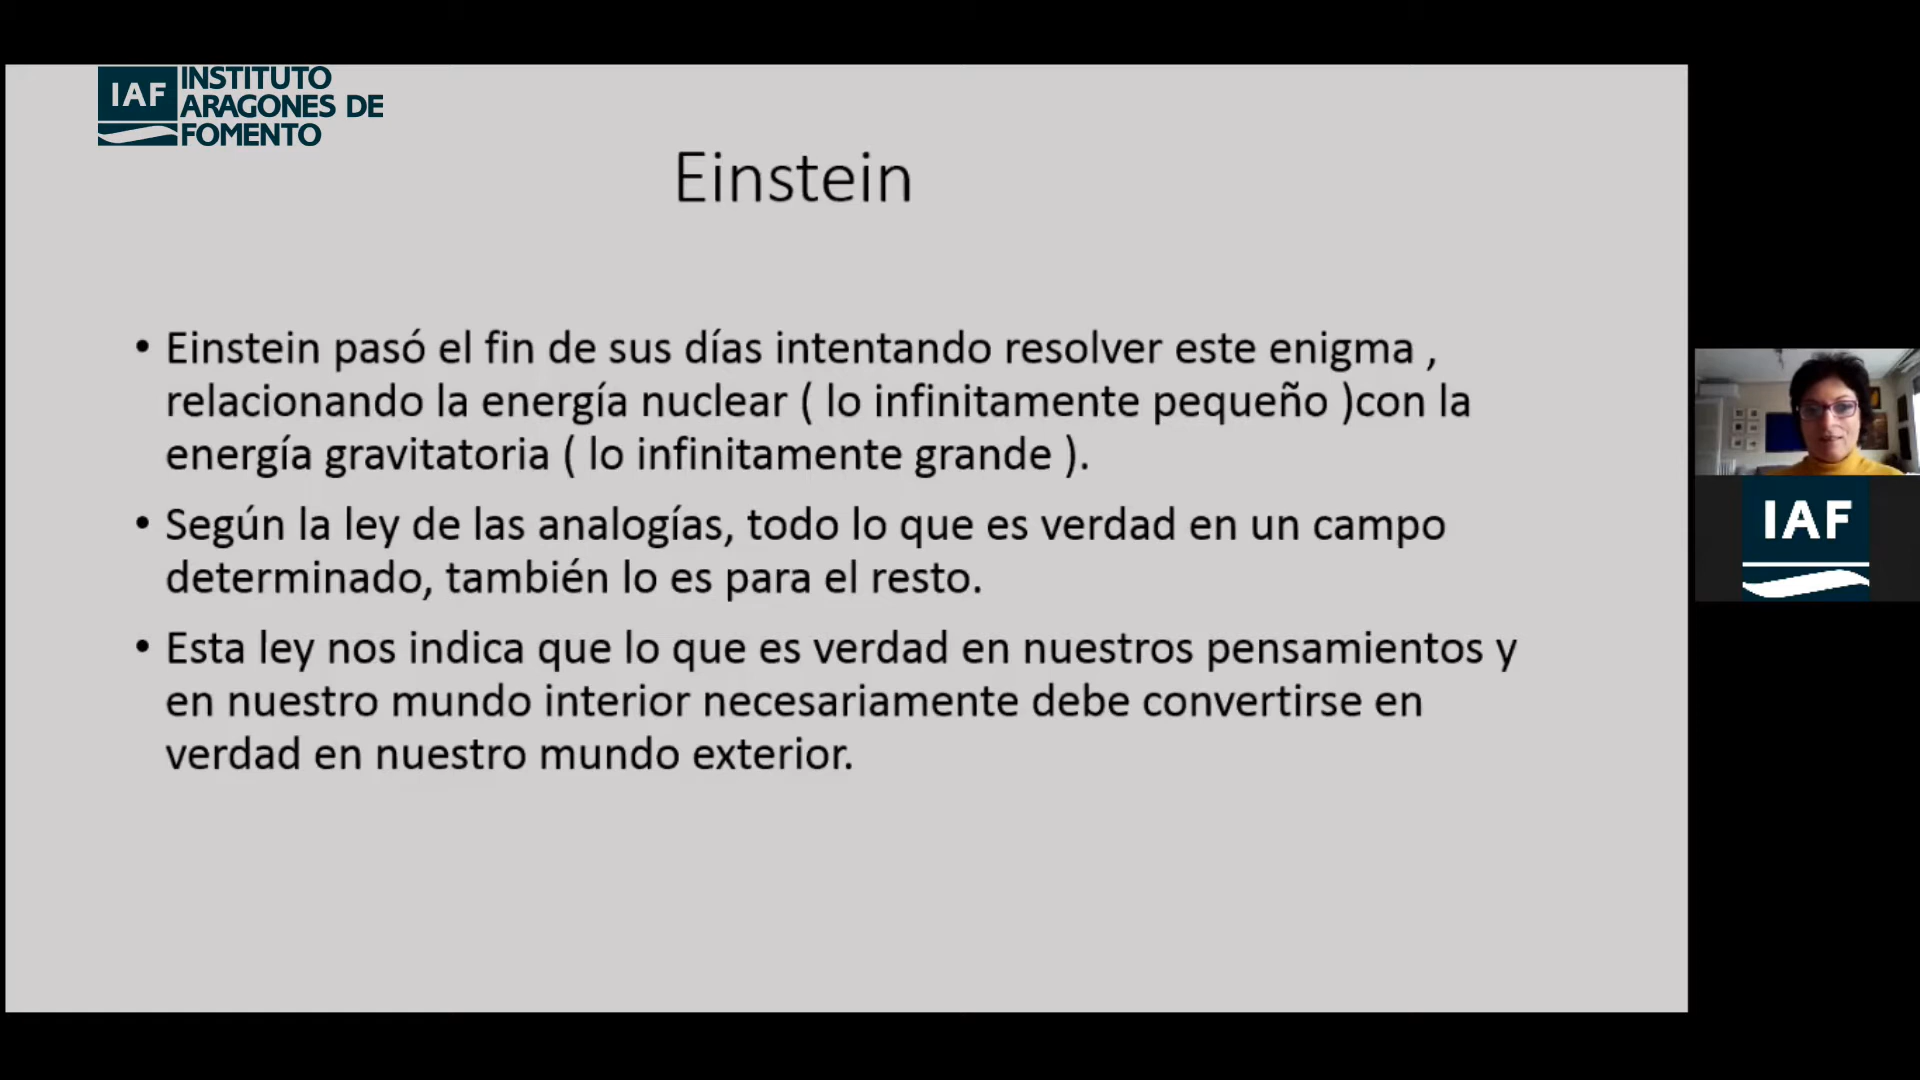 IAF INSTITUTO
ARAGONES DE
FOMENTO
Einstein
• Einstein pasó el fin de sus días intentando resolver este enigma ,
relacionando la energía nuclear ( lo infinitamente pequeño )con la
energía gravitatoria ( lo infinitamente grande ).
• Según la ley de las analogías, todo lo que es verdad en un campo
determinado, también lo es para el resto.
• Esta ley nos indica que lo que es verdad en nuestros pensamientos y
en nuestro mundo interior necesariamente debe convertirse en
verdad en nuestro mundo exterior.
IAF